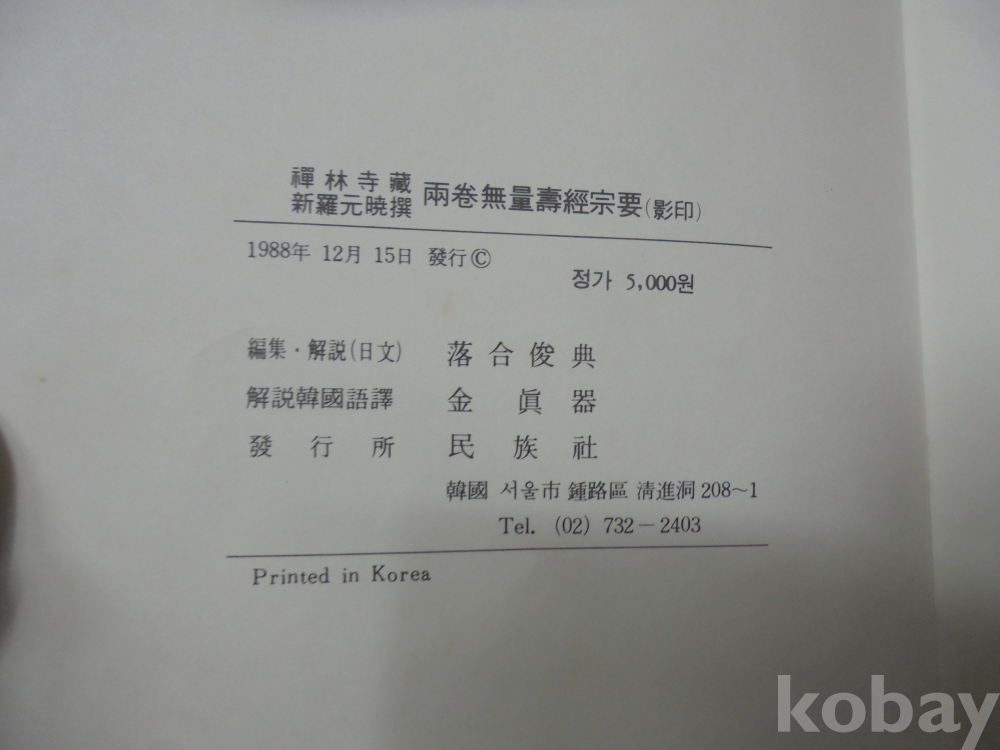 禪林寺藏
新羅元曉撰 兩卷無量壽經宗要(影印)
1988年 12月 15日 發行ⓒ
정가 5,000원
編集·解説(日文) 落合俊典
解説韓國語譯 金眞器
發行所 民族社
韓國 서울市 鍾路區 淸進洞 208~1
Tel. (02) 732-2403
Printed in Korea
kobay